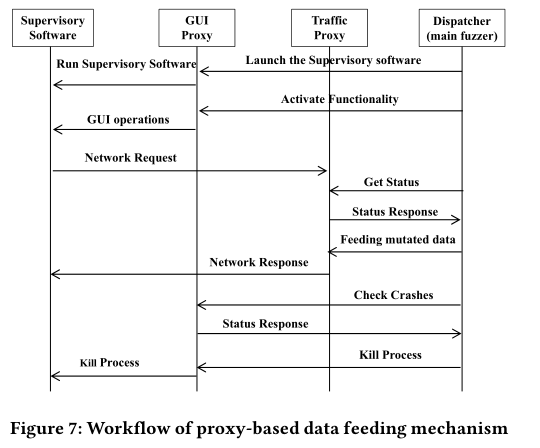 Supervisory
Software
GUI
Proxy
Traffic
Proxy
Dispatcher
(main fuzzer)
Launch the Supervisory software
Run Supervisory Software
Activate Functionality
GUI operations
Network Request
Get Status
Status Response
Feeding mutated data
Network Response
Check Crashes
Status Response
Kill Process
Kill Process
Figure 7: Workflow of proxy-based data feeding mechanism